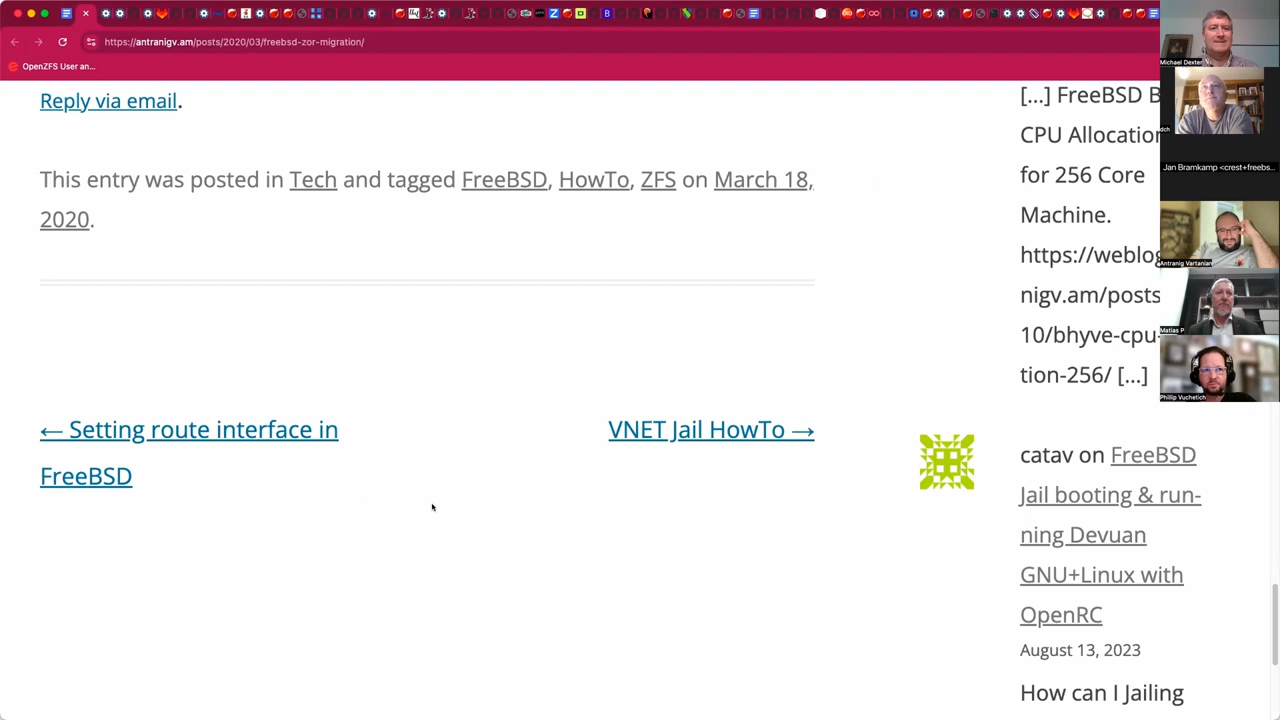 https://antranigv.am/posts/2020/03/freebsd-zor-migration/
OpenZFS User an...
Reply via email.
This entry was posted in Tech and tagged FreeBSD, HowTo, ZFS on March 18,
2020.
← Setting route interface in
FreeBSD
VNET Jail HowTo →
[...] FreeBSD B
CPU Allocation
for 256 Core
Machine.
https://weblog
nigv.am/posts
10/bhyve-cpu-
tion-256/ [...]
catav on FreeBSD
Jail booting & run-
ning Devuan
GNU+Linux with
OpenRC
August 13, 2023
How can I Jailing
Michael Dexter
dch
Jan Bramkamp <crest+freebs...
Antranig Vartanian
Matias P
Phillip Vuchetich